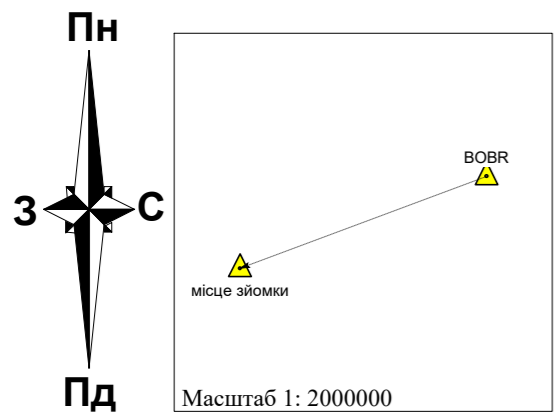 Пн
З
С
Пд
BOBR
місце зйомки
Масштаб 1: 2000000